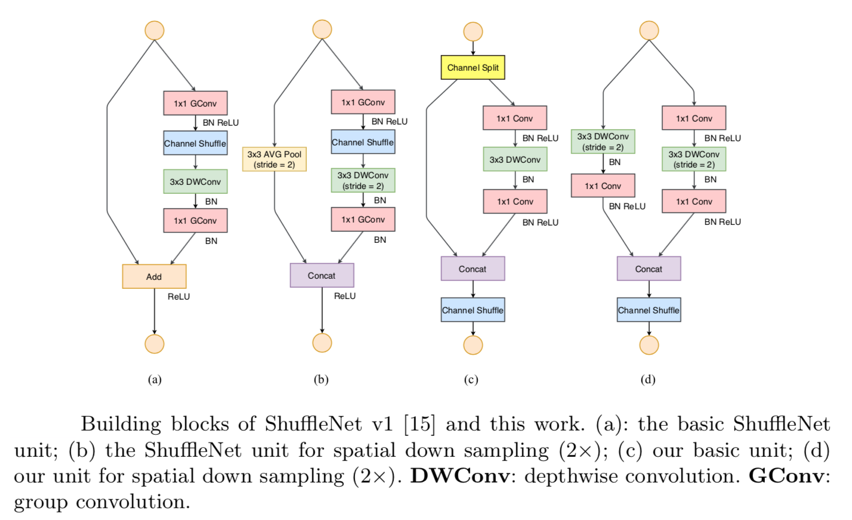 1x1 GConv
BN ReLU
Channel Shuffle
3x3 DWConv
BN
1x1 GConv
BN
Add
ReLU
(a)
3x3 AVG Pool
(stride = 2)
1x1 GConv
BN ReLU
Channel Shuffle
3x3 DWConv
(stride = 2)
BN
1x1 GConv
BN
Concat
ReLU
(b)
Channel Split
1x1 Conv
BN ReLU
3x3 DWConv
BN
1x1 Conv
BN ReLU
Concat
Channel Shuffle
(c)
3x3 DWConv
(stride = 2)
BN
1x1 Conv
BN ReLU
1x1 Conv
BN ReLU
3x3 DWConv
(stride = 2)
BN
1x1 Conv
BN ReLU
Concat
Channel Shuffle
(d)
Building blocks of ShuffleNet v1 [15] and this work. (a): the basic ShuffleNet
unit; (b) the ShuffleNet unit for spatial down sampling (2×); (c) our basic unit; (d)
our unit for spatial down sampling (2×). DWConv: depthwise convolution. GConv:
group convolution.